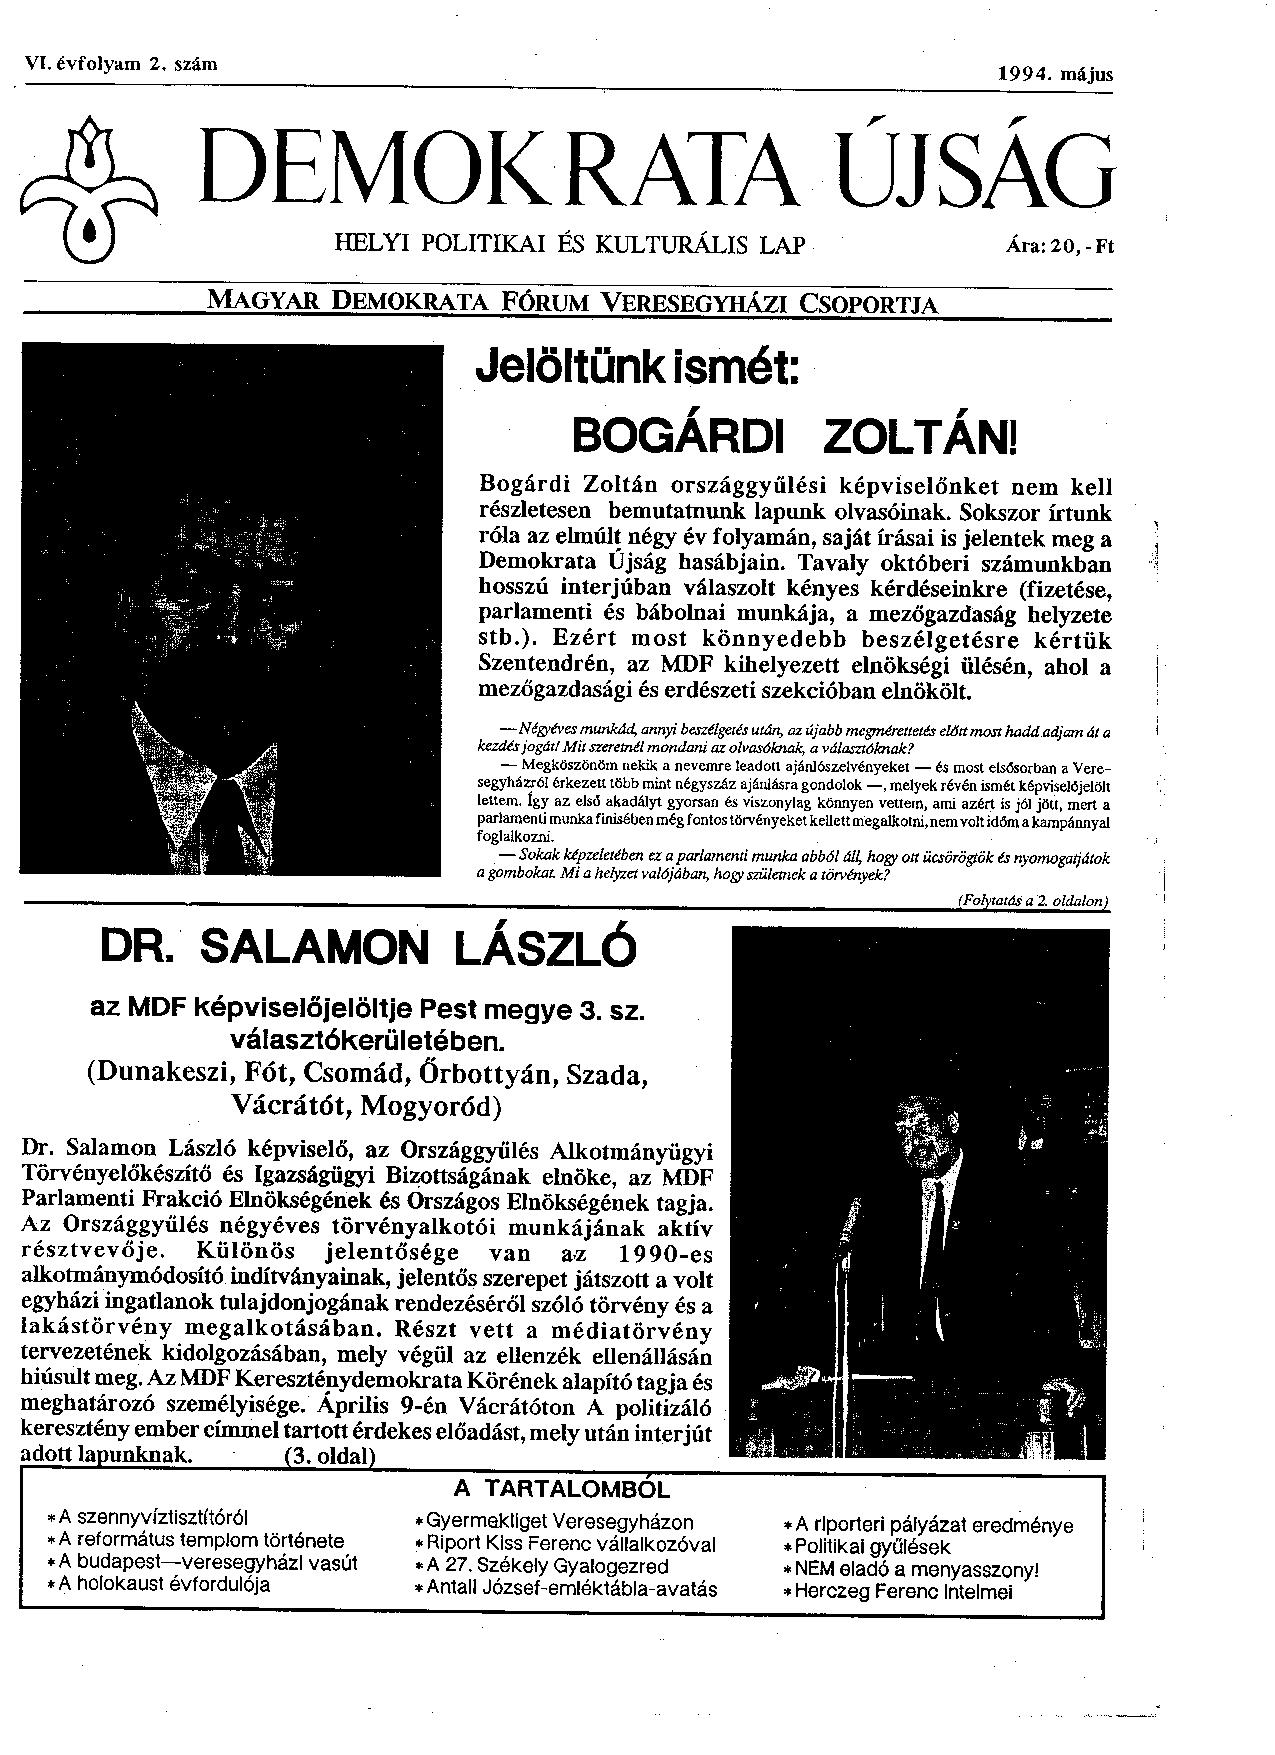 VI. évfolyam 2. szám
1994. május
DEMOKRATA ÚJSÁG
HELYI POLITIKAI ÉS KULTURÁLIS LAP
Ára: 20,-Ft
MAGYAR DEMOKRATA FÓRUM VERESEGYHÁZI CSOPORTJA
Jelöltünk ismét:
BOGÁRDI ZOLTÁN!
Bogárdi Zoltán országgyűlési képviselőnket nem kell
részletesen bemutatnunk lapunk olvasóinak. Sokszor írtunk
róla az elmúlt négy év folyamán, saját írásai is jelentek meg a
Demokrata Újság hasábjain. Tavaly októberi számunkban
hosszú interjúban válaszolt kényes kérdéseinkre (fizetése,
parlamenti és bábolnai munkája, a mezőgazdaság helyzete
stb.). Ezért most könnyedebb beszélgetésre kértük
Szentendrén, az MDF kihelyezett elnökségi ülésén, ahol a
mezőgazdasági és erdészeti szekcióban elnökölt.
— Négyéves munkád, annyi beszélgetés után, az újabb megmérettetés előtt most hadd adjam át a
kezdés jogát! Mit szeretnél mondani az olvasóknak, a választóknak?
— Megköszönöm nekik a nevemre leadott ajánlószelvényeket — és most elsősorban a Vere-
segyházról érkezett több mint négyszáz ajánlásra gondolok —, melyek révén ismét képviselőjelölt
lettem. Így az első akadályt gyorsan és viszonylag könnyen vettem, ami azért is jól jött, mert a
parlamenti munka finisében még fontos törvényeket kellett megalkotni, nem volt időm a kampánnyal
foglalkozni.
— Sokak képzeletében ez a parlamenti munka abból áll, hogy ott ücsörögtök és nyomogatjátok
a gombokat. Mi a helyzet valójában, hogy születnek a törvények?
(Folytatás a 2. oldalon)
DR. SALAMON LÁSZLÓ
az MDF képviselőjelöltje Pest megye 3. sz.
választókerületében.
(Dunakeszi, Fót, Csomád, Őrbottyán, Szada,
Vácrátót, Mogyoród)
Dr. Salamon László képviselő, az Országgyűlés Alkotmányügyi
Törvényelőkészítő és Igazságügyi Bizottságának elnöke, az MDF
Parlamenti Frakció Elnökségének és Országos Elnökségének tagja.
Az Országgyűlés négyéves törvényalkotói munkájának aktív
résztvevője. Különös jelentősége van az 1990-es
alkotmánymódosító indítványainak, jelentős szerepet játszott a volt
egyházi ingatlanok tulajdonjogának rendezéséről szóló törvény és a
lakástörvény megalkotásában. Részt vett a médiatörvény
tervezetének kidolgozásában, mely végül az ellenzék ellenállásán
hiúsult meg. Az MDF Kereszténydemokrata Körének alapító tagja és
meghatározó személyisége. Április 9-én Vácrátóton A politizáló
keresztény ember címmel tartott érdekes előadást, mely után interjút
adott lapunknak. (3. oldal)
A TARTALOMBÓL
*A szennyvíztisztítóról
*A református templom története
*A budapest—veresegyházi vasút
*A holokaust évfordulója
*Gyermekliget Veresegyházon
*Riport Kiss Ferenc vállalkozóval
*A 27. Székely Gyalogezred
*Antall József-emléktábla-avatás
*A riporteri pályázat eredménye
*Politikai gyűlések
*NEM eladó a menyasszony!
*Herczeg Ferenc Intelmei